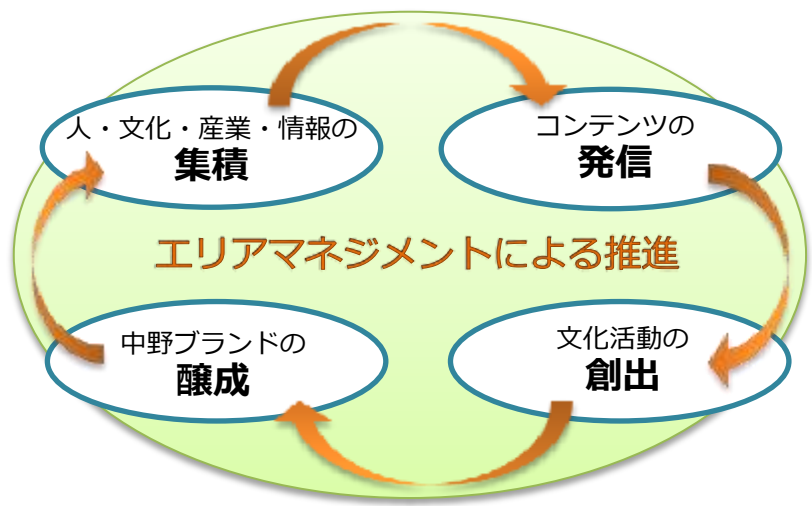 人・文化・産業・情報の
集積
コンテンツの
発信
エリアマネジメントによる推進
中野ブランドの
醸成
文化活動の
創出